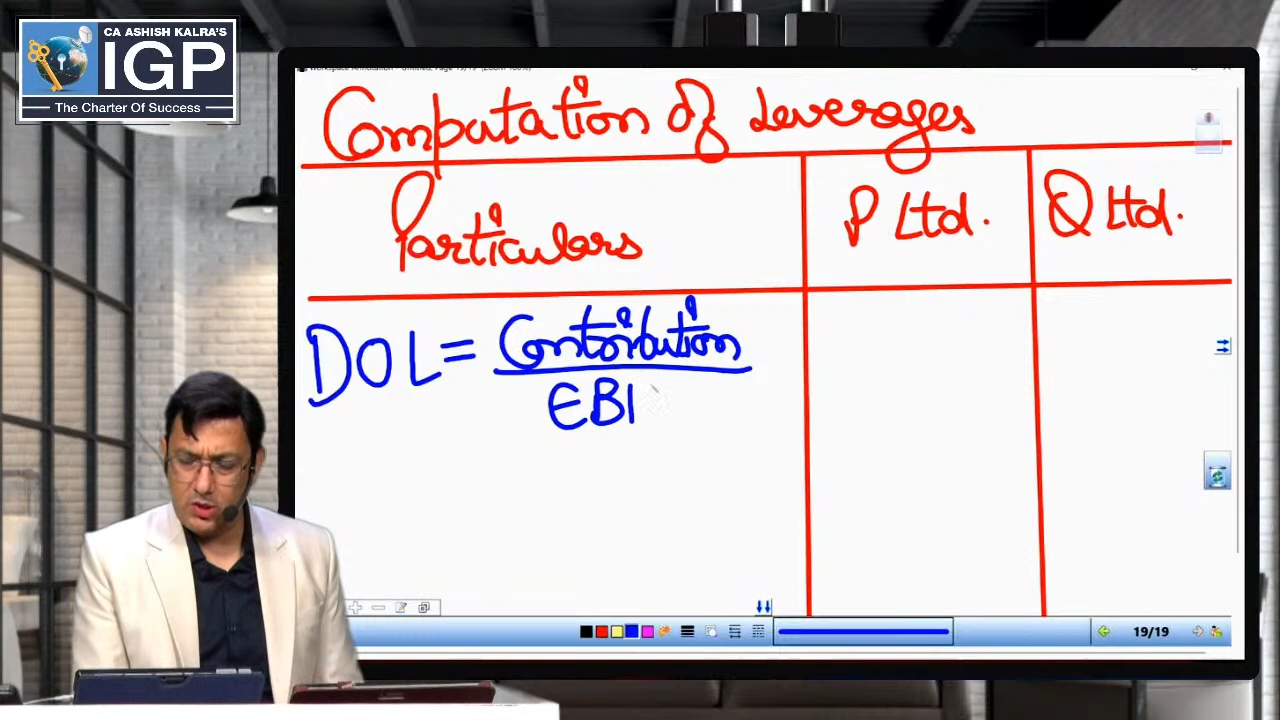 CA ASHISH KALRA'S
IGP
The Charter Of Success
Computation of Leverages
Particulars
P Ltd.
Q Ltd.
DOL = Contribution
EBI
19/19